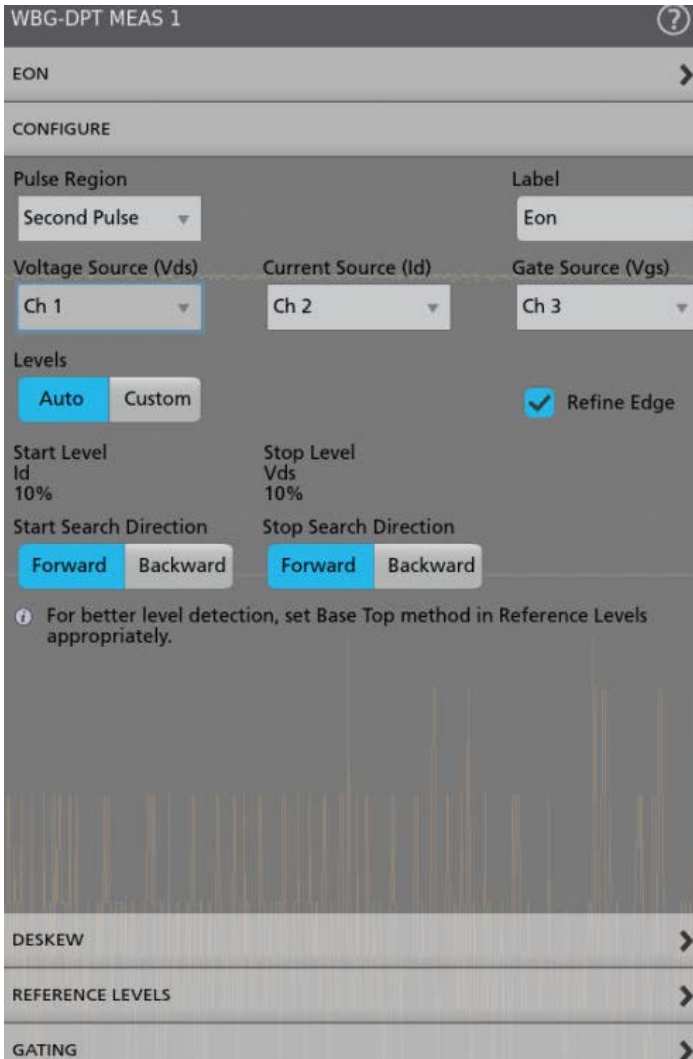 WBG-DPT MEAS 1
?
EON
CONFIGURE
Pulse Region
Label
Second Pulse
Eon
Voltage Source (Vds)
Current Source (Id)
Gate Source (Vgs)
Ch 1
Ch 2
Ch 3
Levels
Auto
Custom
Refine Edge
Start Level
Id
10%
Stop Level
Vds
10%
Start Search Direction
Stop Search Direction
Forward
Backward
Forward
Backward
i
For better level detection, set Base Top method in Reference Levels
appropriately.
DESKEW
REFERENCE LEVELS
GATING